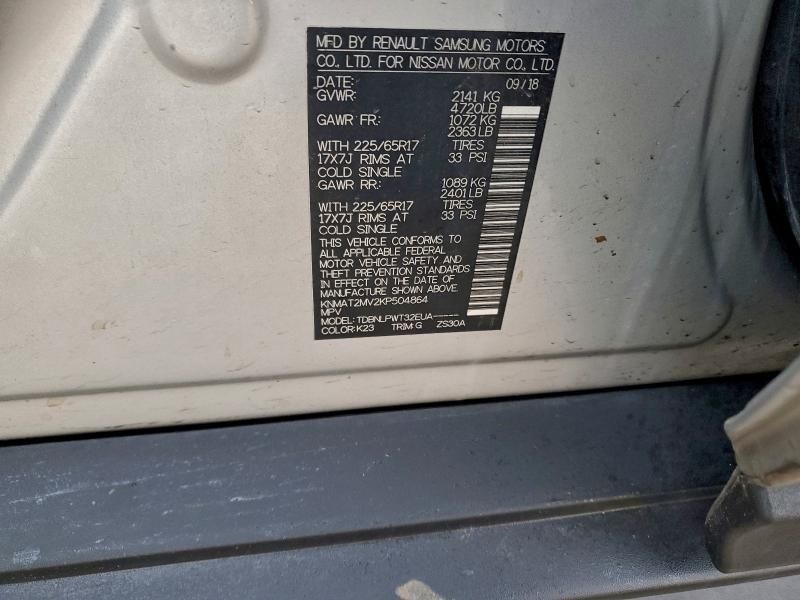 MFD BY RENAULT SAMSUNG MOTORS
CO., LTD. FOR NISSAN MOTOR CO., LTD.
DATE: 09/18
GVWR: 2141 KG
4720LB
GAWR FR: 1072 KG
2363 LB
WITH 225/65R17 TIRES
17X7J RIMS AT 33 PSI
COLD SINGLE
GAWR RR: 1089 KG
2401 LB
WITH 225/65R17 TIRES
17X7J RIMS AT 33 PSI
COLD SINGLE
THIS VEHICLE CONFORMS TO
ALL APPLICABLE FEDERAL
MOTOR VEHICLE SAFETY AND
THEFT PREVENTION STANDARDS
IN EFFECT ON THE DATE OF
MANUFACTURE SHOWN ABOVE.
KNMAT2MV2KP504864
MPV
MODEL: TDBNLPWT32EUA-----
COLOR: K23 TRIM: G ZS30A